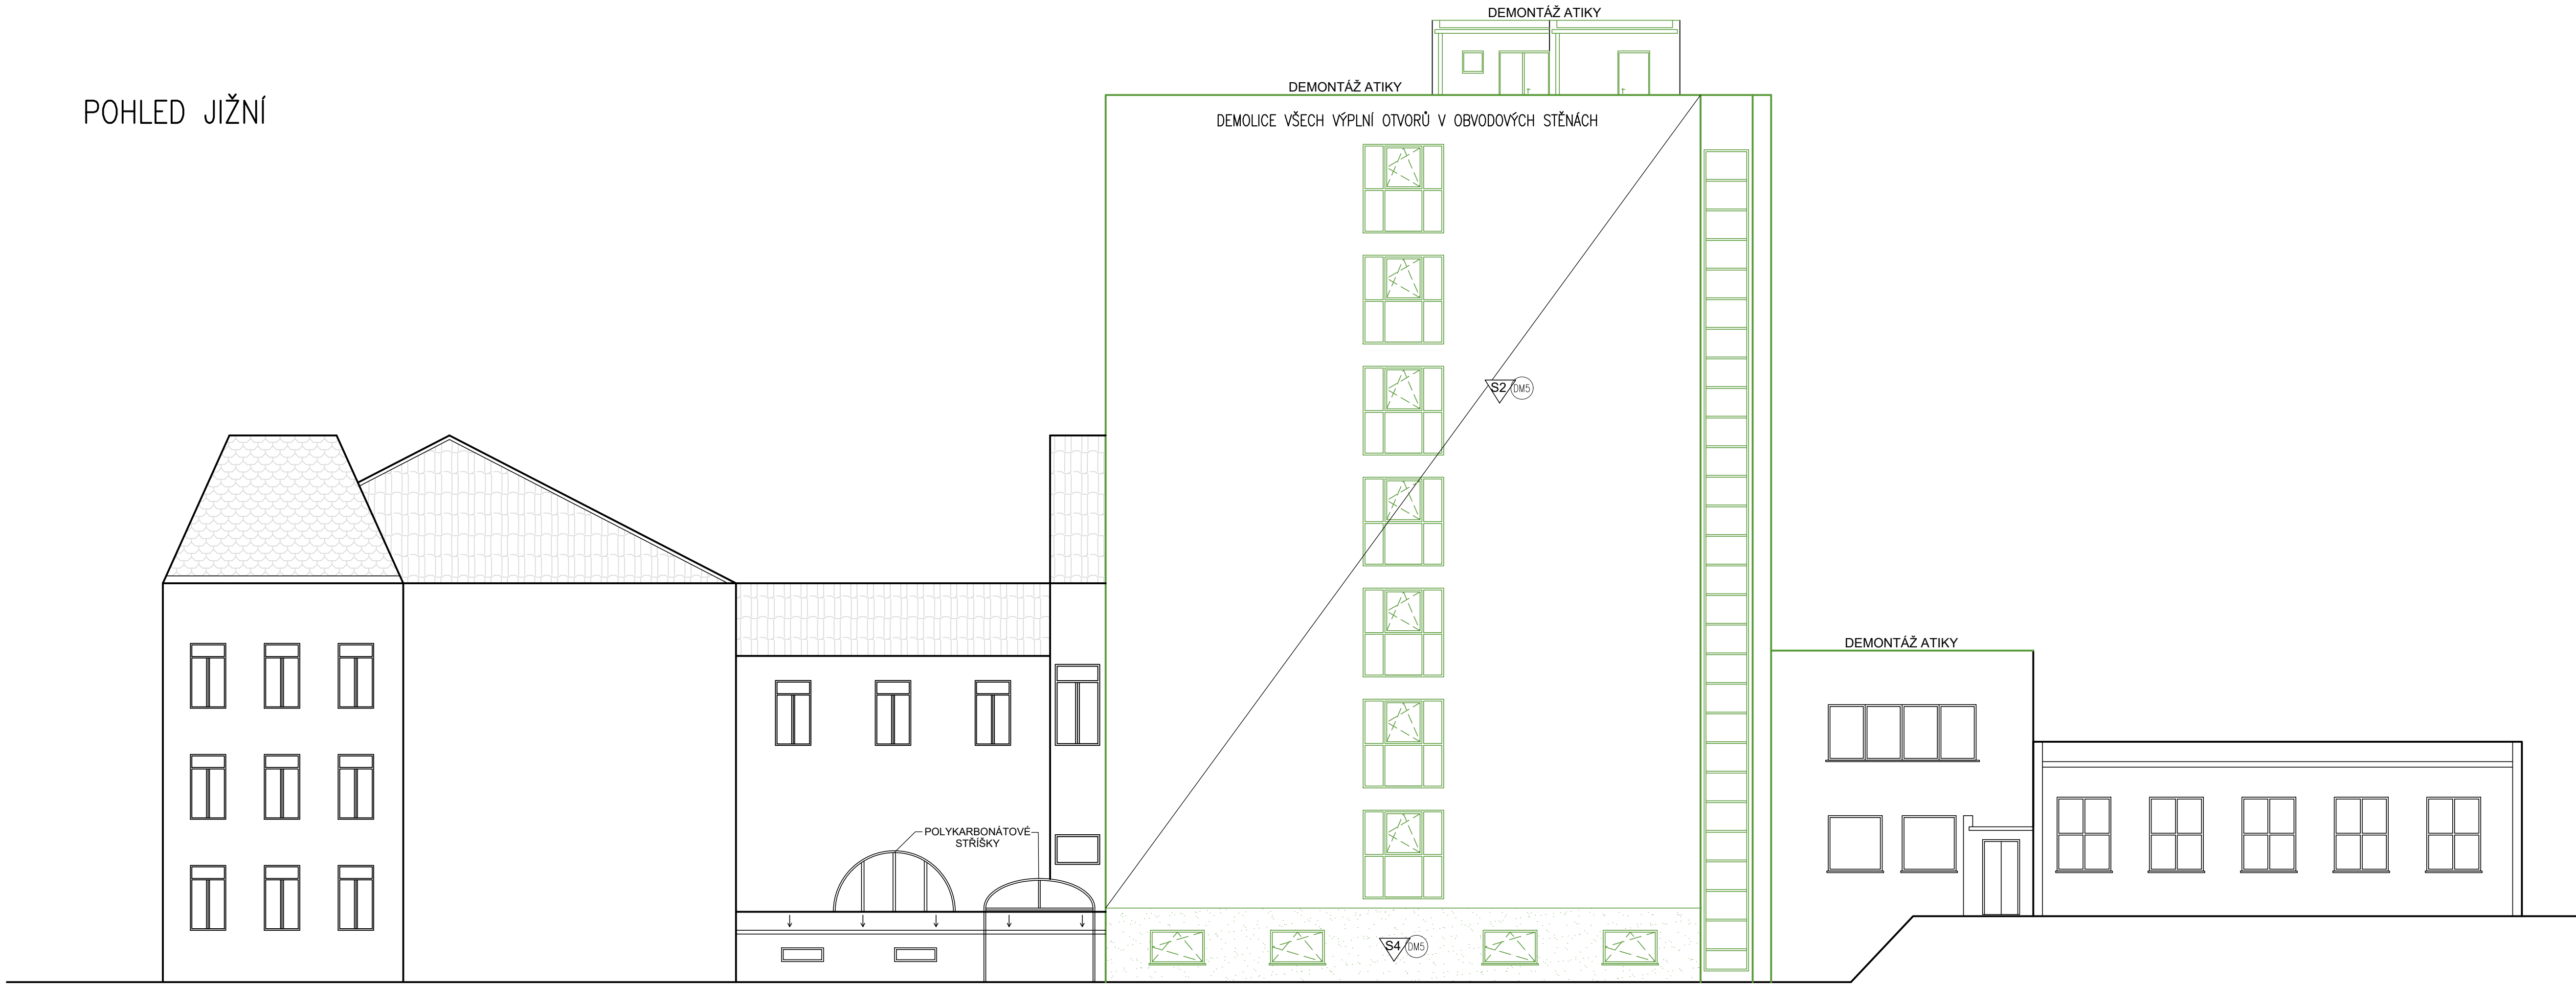 DEMONTÁŽ ATIKY
DEMONTÁŽ ATIKY
POHLED JIŽNÍ
DEMOLICE VŠECH VÝPLNÍ OTVORŮ V OBVODOVÝCH STĚNÁCH
S2 DM5
DEMONTÁŽ ATIKY
POLYKARBONÁTOVÉ
STŘÍŠKY
S4 DM5